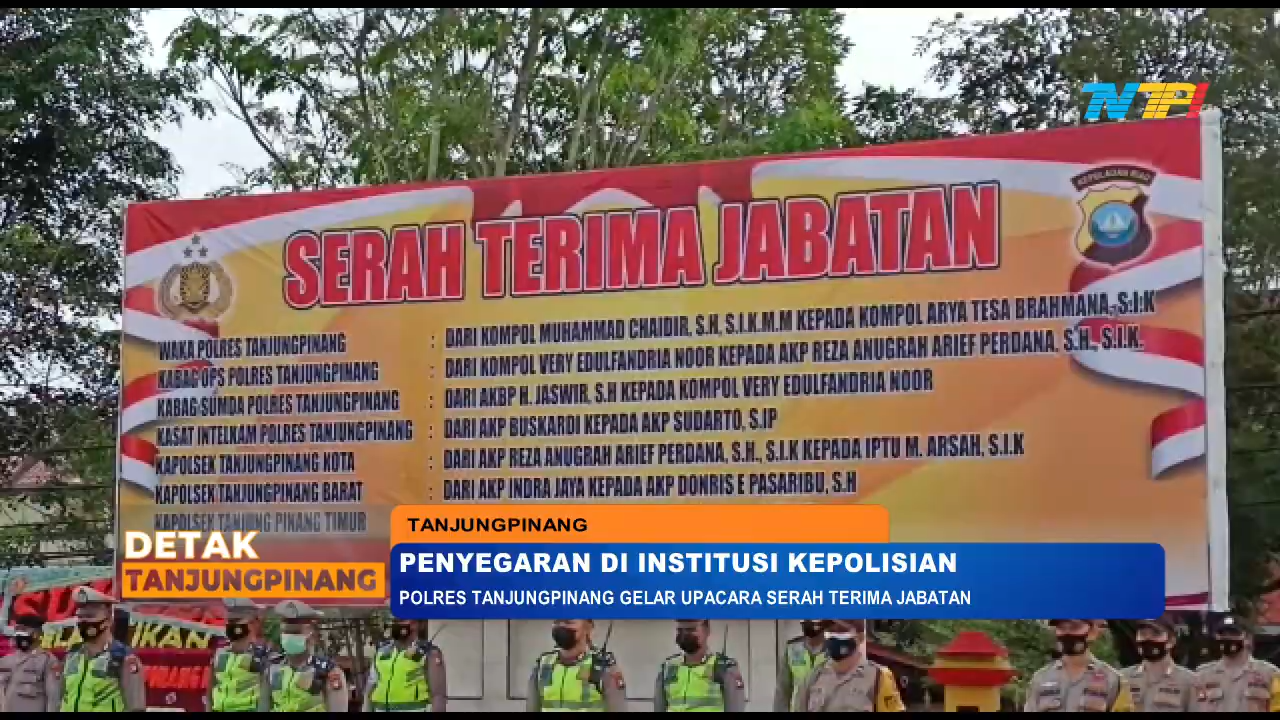 TNTPI
KEPULAUAN RIAU
SERAH TERIMA JABATAN
WAKA POLRES TANJUNGPINANG : DARI KOMPOL MUHAMMAD CHAIDIR, S.H, S.I.K.M.M KEPADA KOMPOL ARYA TESA BRAHMANA, S.I.K
KABAG OPS POLRES TANJUNGPINANG : DARI KOMPOL VERY EDULFANDRIA NOOR KEPADA AKP REZA ANUGRAH ARIEF PERDANA, S.H., S.I.K.
KABAG SUMDA POLRES TANJUNGPINANG : DARI AKBP H. JASWIR, S.H KEPADA KOMPOL VERY EDULFANDRIA NOOR
KASAT INTELKAM POLRES TANJUNGPINANG : DARI AKP BUSKARDI KEPADA AKP SUDARTO, S.IP
KAPOLSEK TANJUNGPINANG KOTA : DARI AKP REZA ANUGRAH ARIEF PERDANA, S.H., S.I.K KEPADA IPTU M. ARSAH, S.I.K
KAPOLSEK TANJUNGPINANG BARAT : DARI AKP INDRA JAYA KEPADA AKP DONRIS E PASARIBU, S.H
KAPOLSEK TANJUNG PINANG TIMUR
DETAK
TANJUNGPINANG
TANJUNGPINANG
PENYEGARAN DI INSTITUSI KEPOLISIAN
POLRES TANJUNGPINANG GELAR UPACARA SERAH TERIMA JABATAN